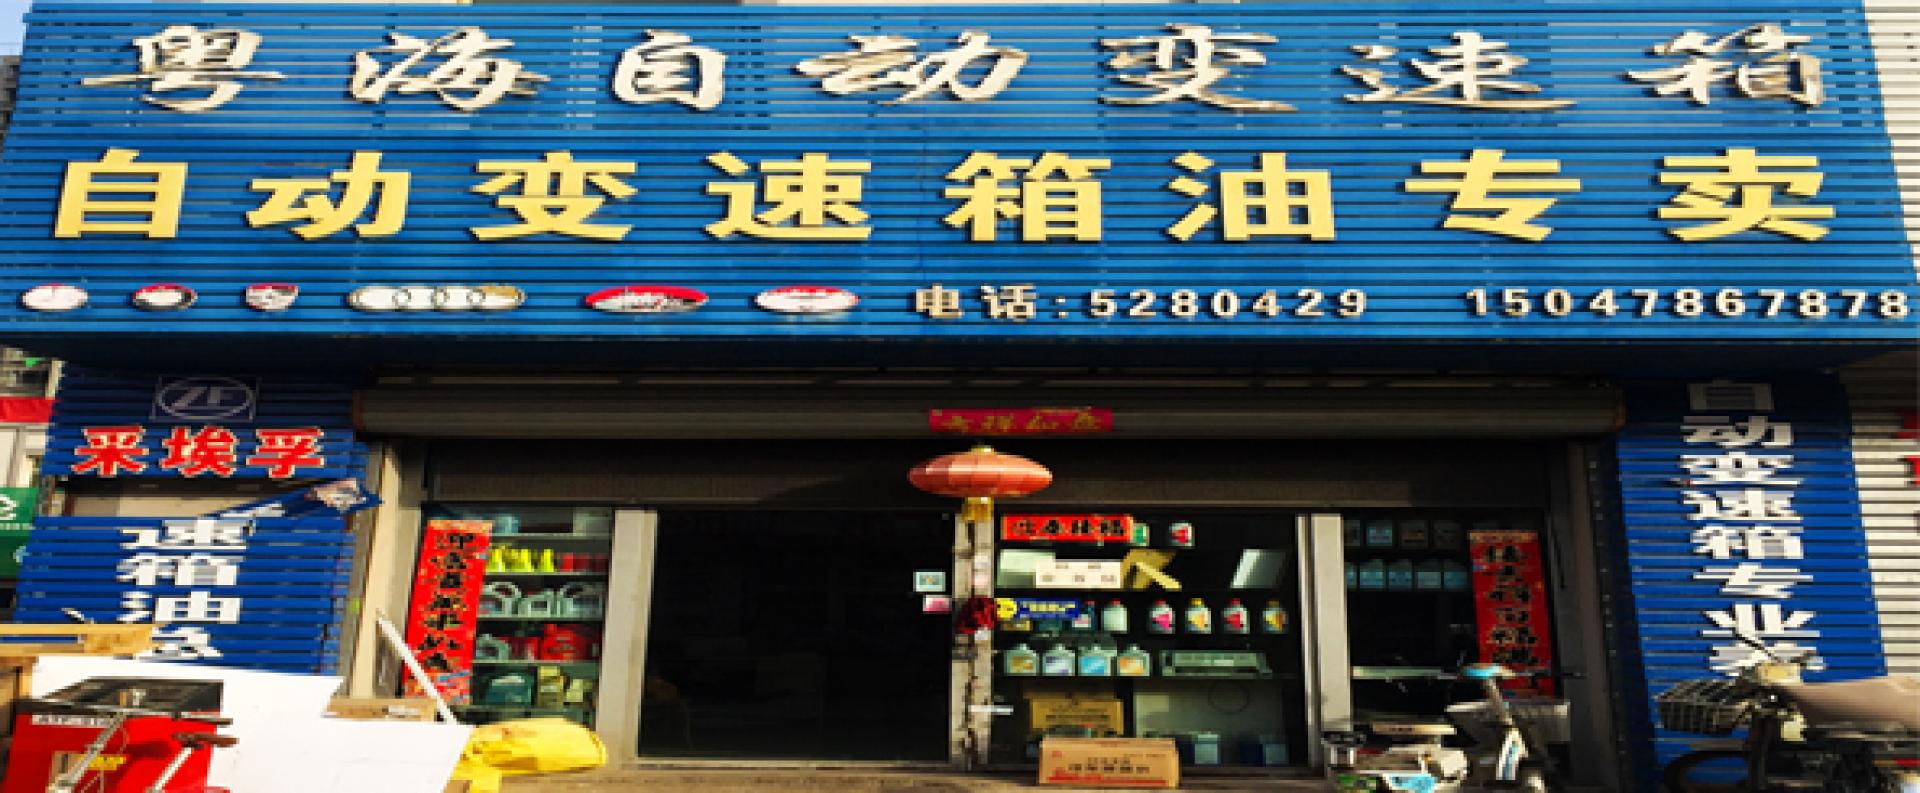 粤海自动变速箱
自动变速箱油专卖
电话:5280429 15047867878
ZF
采埃孚
速箱油
自动变速箱专业